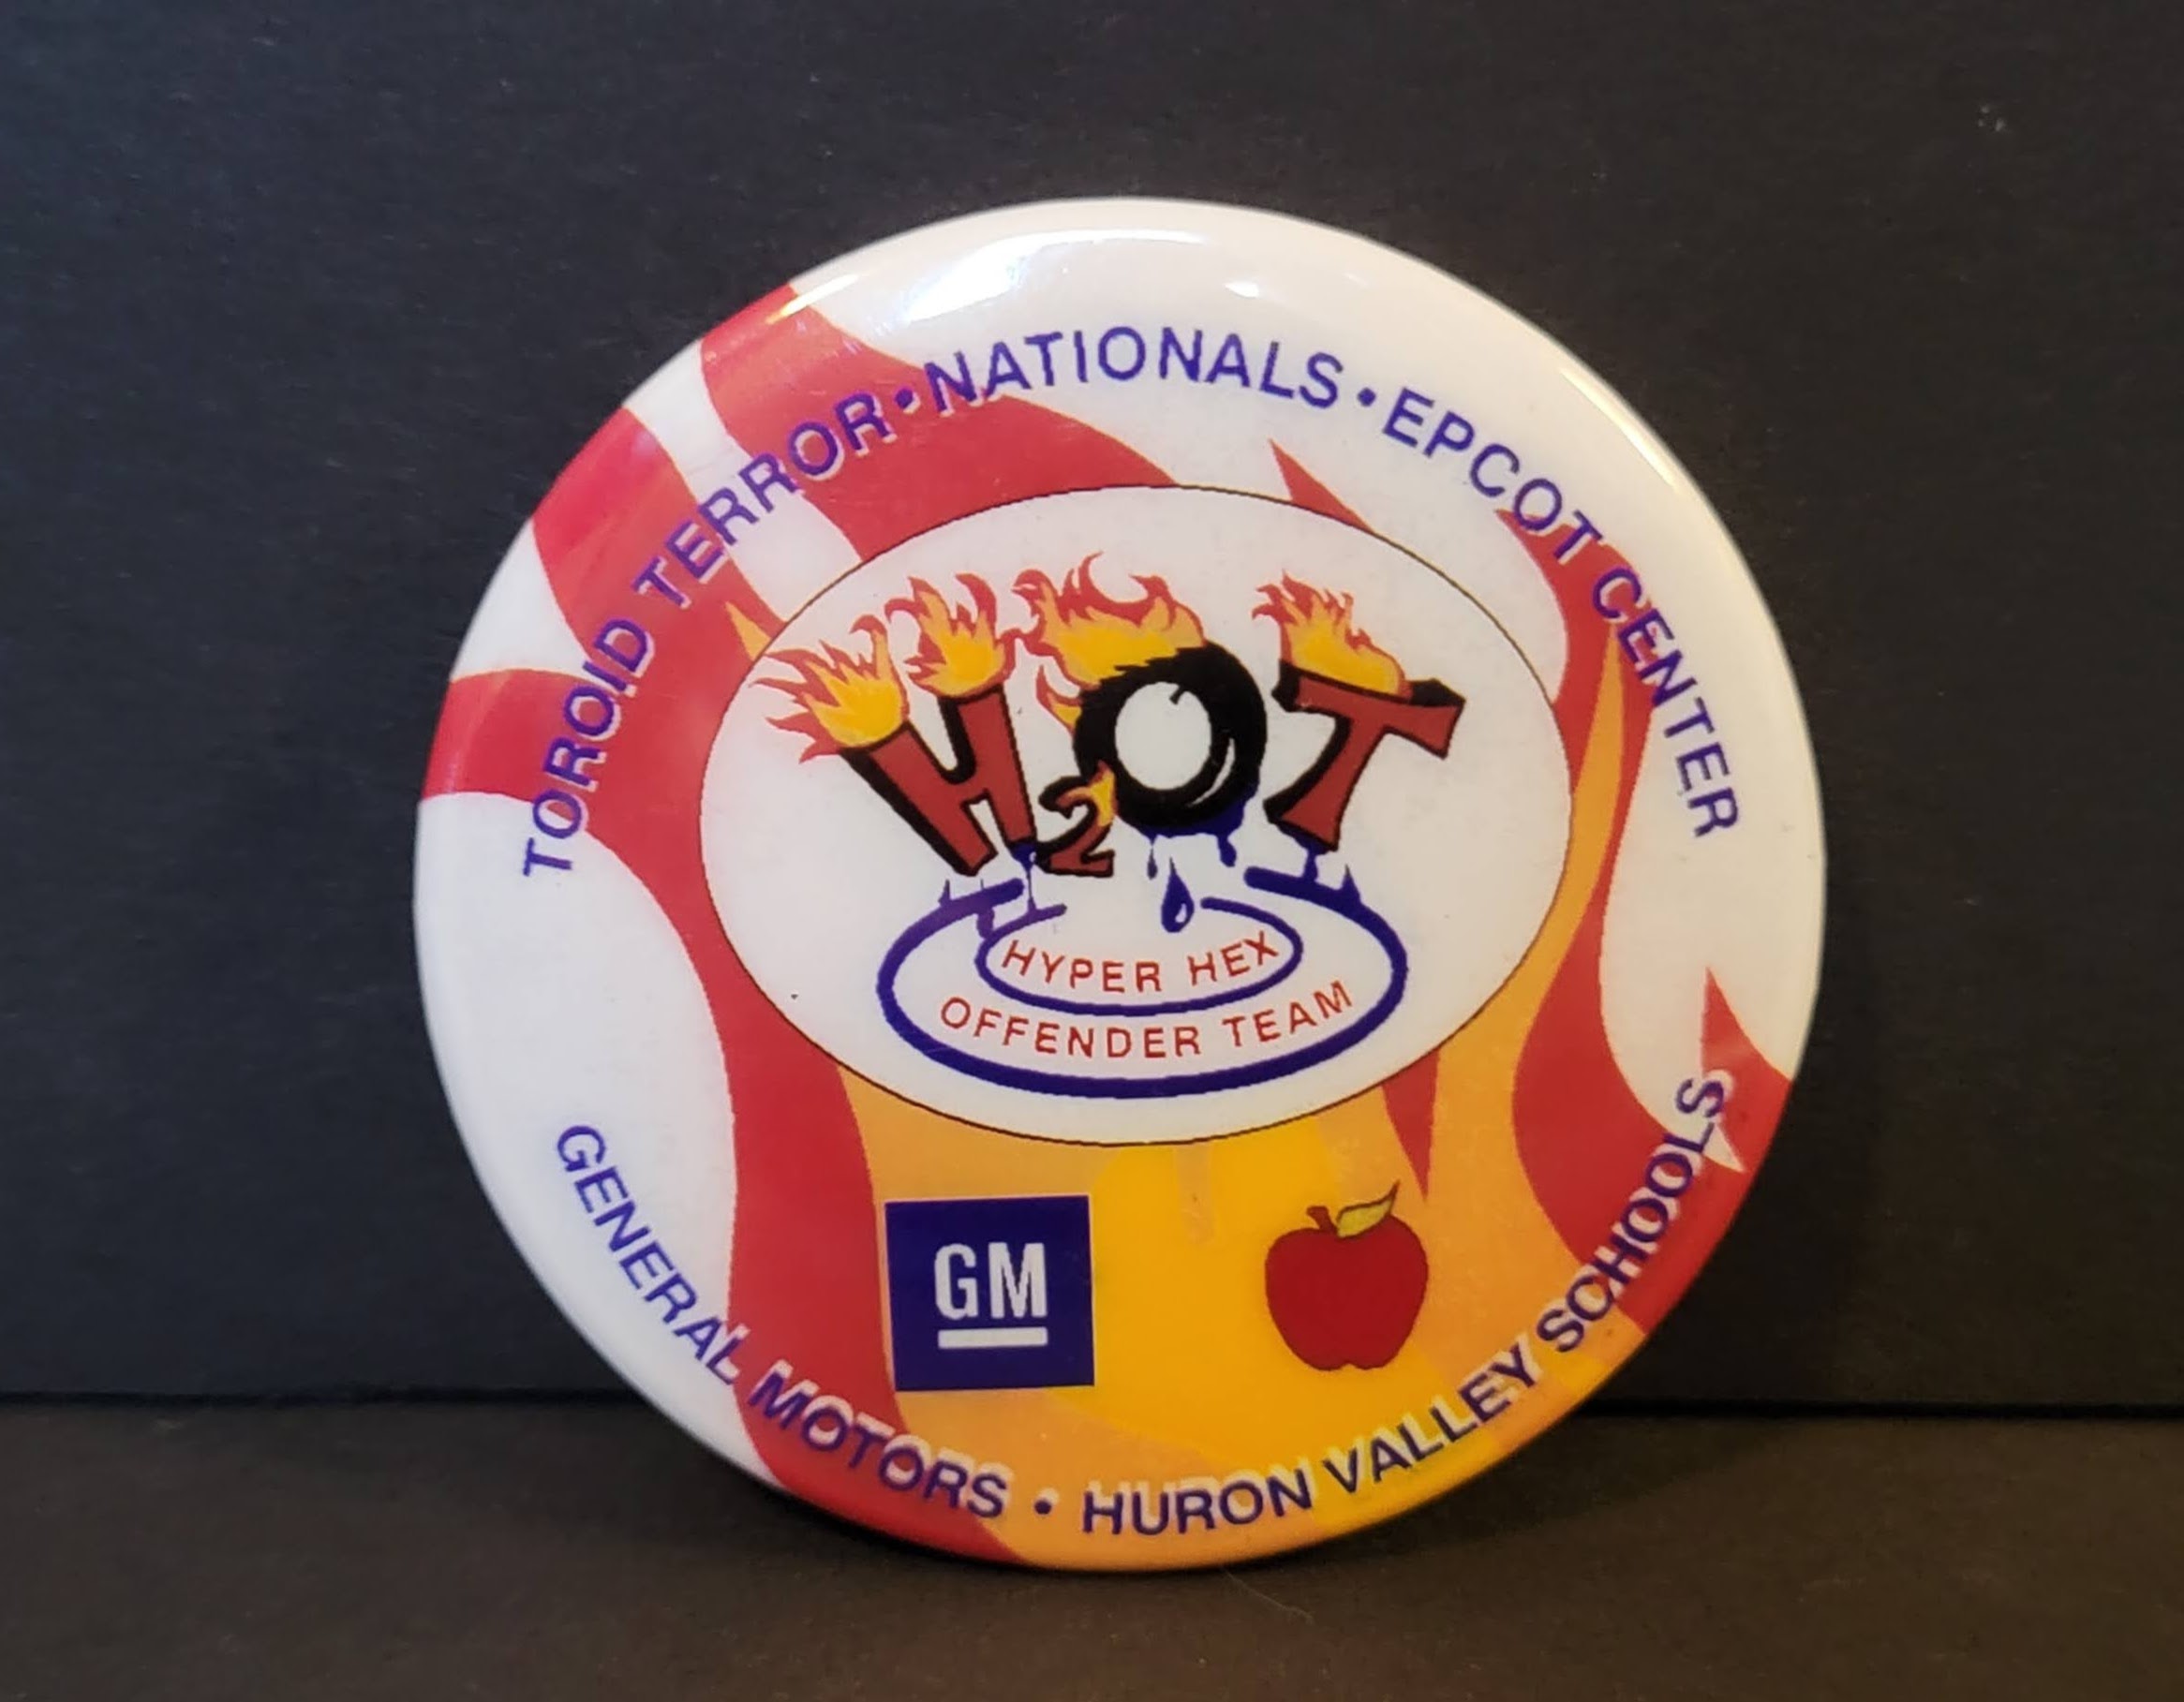 TOROID TERROR • NATIONALS • EPCOT CENTER
H2OT
HYPER HEX
OFFENDER TEAM
GM
GENERAL MOTORS • HURON VALLEY SCHOOLS